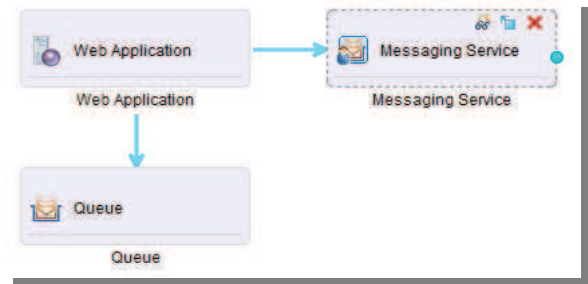 Web Application
Messaging Service
Web Application
Messaging Service
Queue
Queue